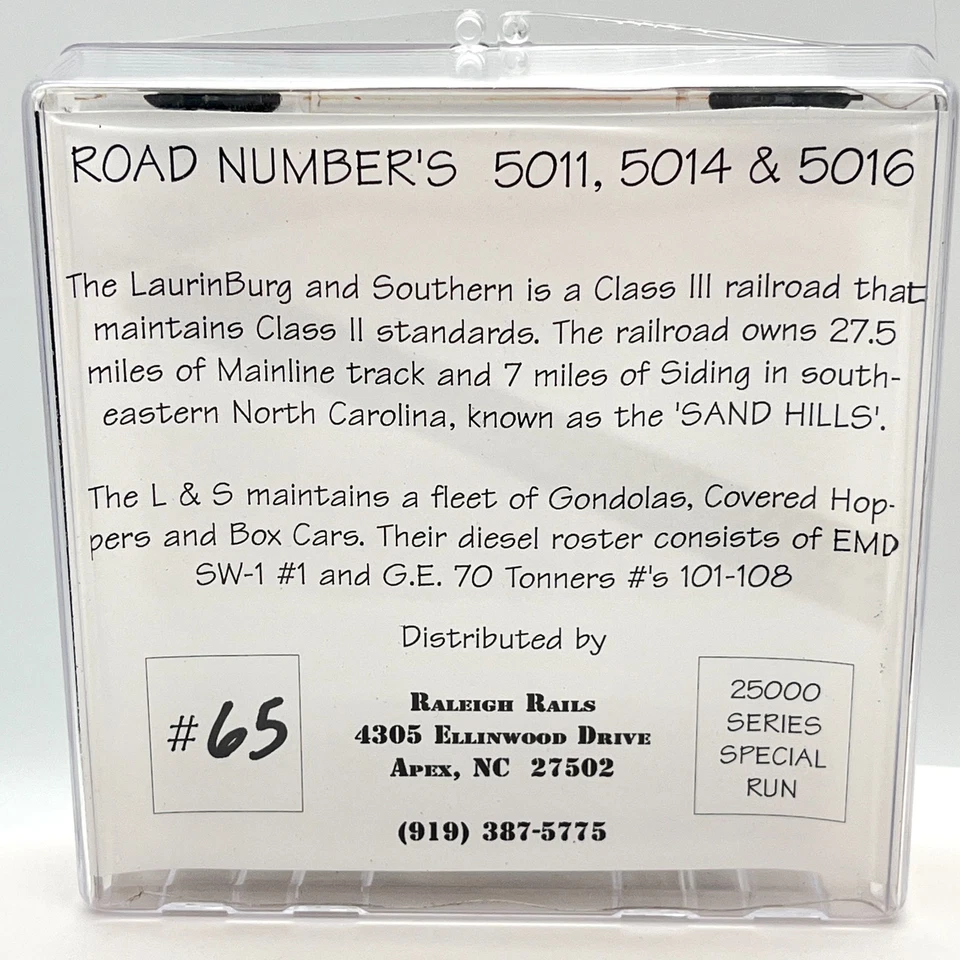 ROAD NUMBER'S 5011, 5014 & 5016
The LaurinBurg and Southern is a Class III railroad that
maintains Class II standards. The railroad owns 27.5
miles of Mainline track and 7 miles of Siding in south-
eastern North Carolina, known as the 'SAND HILLS'.
The L & S maintains a fleet of Gondolas, Covered Hop-
pers and Box Cars. Their diesel roster consists of EMD
SW-1 #1 and G.E. 70 Tonners #'s 101-108
Distributed by
#65
RALEIGH RAILS
4305 ELLINWOOD DRIVE
APEX, NC 27502
(919) 387-5775
25000
SERIES
SPECIAL
RUN